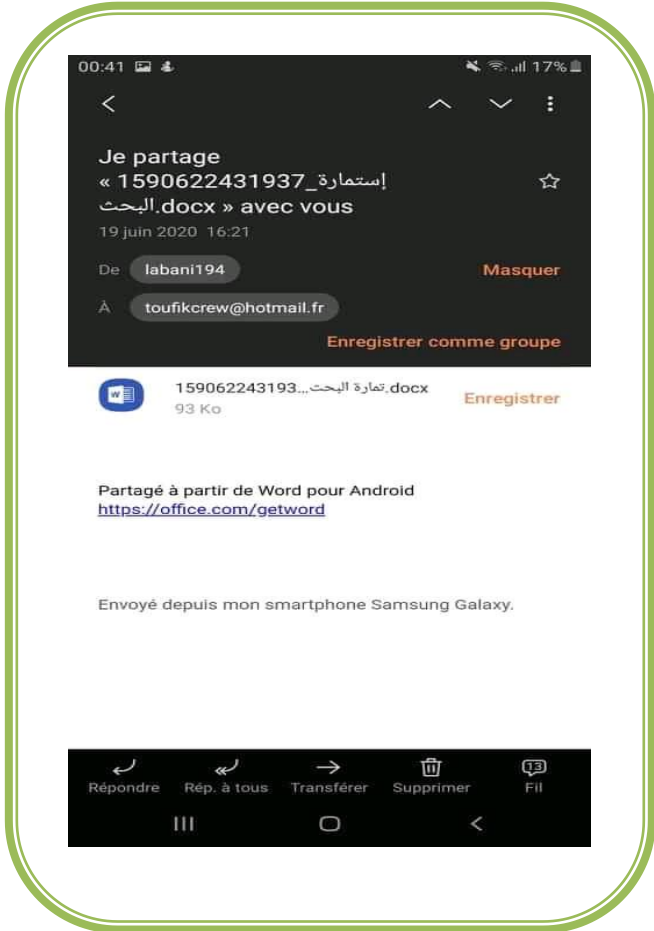 00:41 17%
Je partage
« 1590622431937_إستمارة
البحث.docx » avec vous
19 juin 2020 16:21
De labani194 Masquer
À toufikcrew@hotmail.fr
Enregistrer comme groupe
159062243193...تمارة البحث.docx Enregistrer
93 Ko
Partagé à partir de Word pour Android
https://office.com/getword
Envoyé depuis mon smartphone Samsung Galaxy.
13
Répondre Rép. à tous Transférer Supprimer Fil